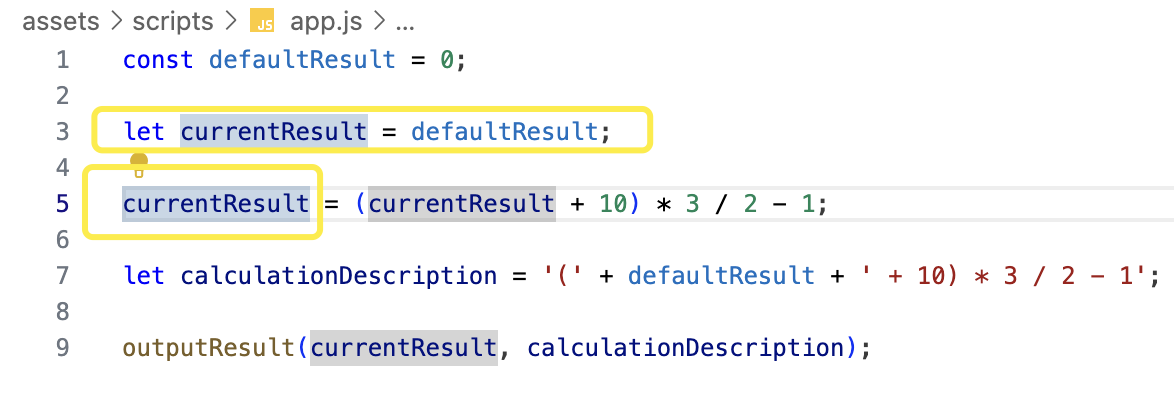 assets > scripts > JS app.js > ...
1 const defaultResult = 0;
2
3 let currentResult = defaultResult;
4
5 currentResult = (currentResult + 10) * 3 / 2 - 1;
6
7 let calculationDescription = '(' + defaultResult + ' + 10) * 3 / 2 - 1';
8
9 outputResult(currentResult, calculationDescription);